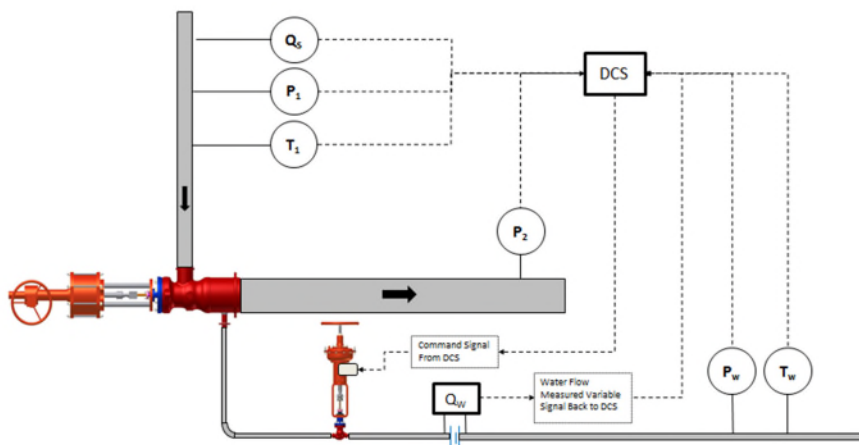 Qs
P1
DCS
T1
P2
Command Signal
From DCS
Water Flow
Measured Variable
Signal Back to DCS
QW
Pw
Tw